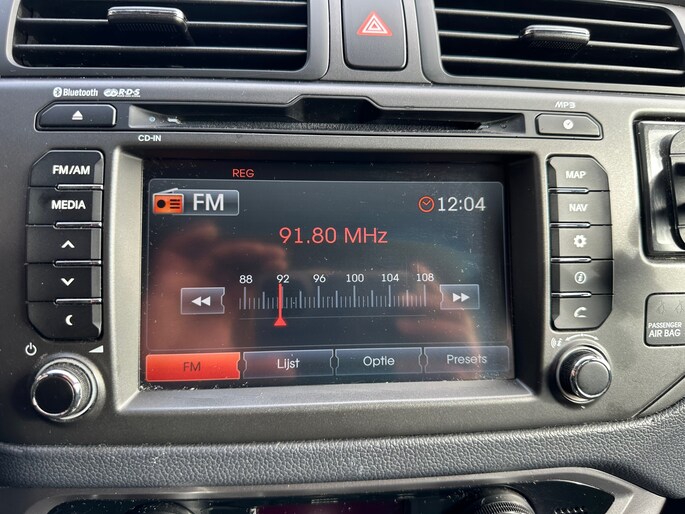 Bluetooth R·D·S
CD-IN
MP3
FM/AM
MEDIA
REG
FM
12:04
91.80 MHz
88 92 96 100 104 108
FM Lijst Optie Presets
MAP
NAV
i
PASSENGER
AIR BAG